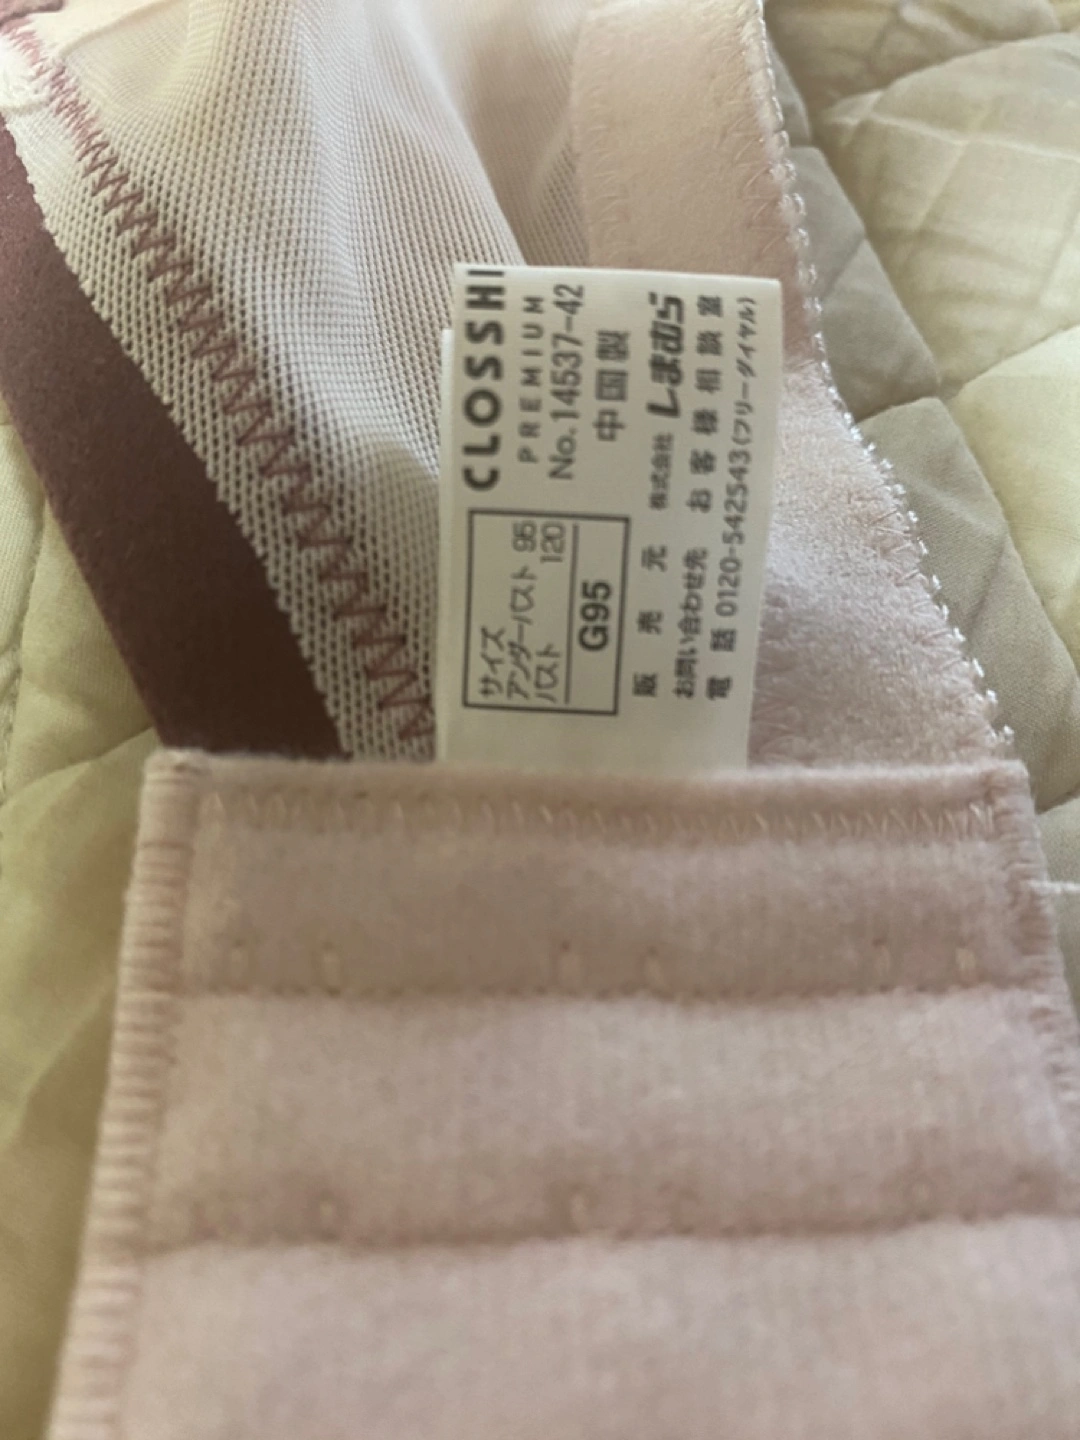 CLOSSHI
PREMIUM
No.14537-42
中国製
サイズ
アンダーバスト 95
バスト 120
G95
販売元 株式会社 しまむら
お問い合わせ先 お客様相談室
電話 0120-542543(フリーダイヤル)